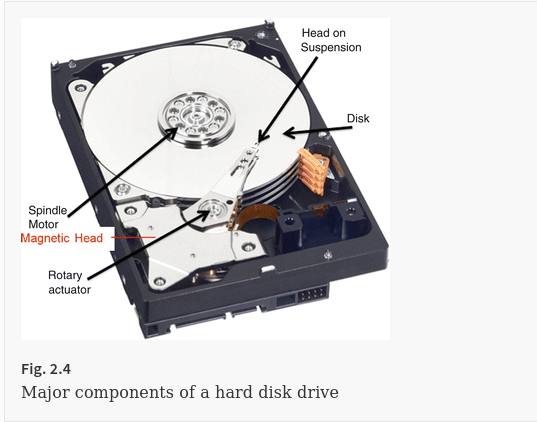 Head on
Suspension
Disk
Spindle
Motor
Magnetic Head
Rotary
actuator
Fig. 2.4
Major components of a hard disk drive